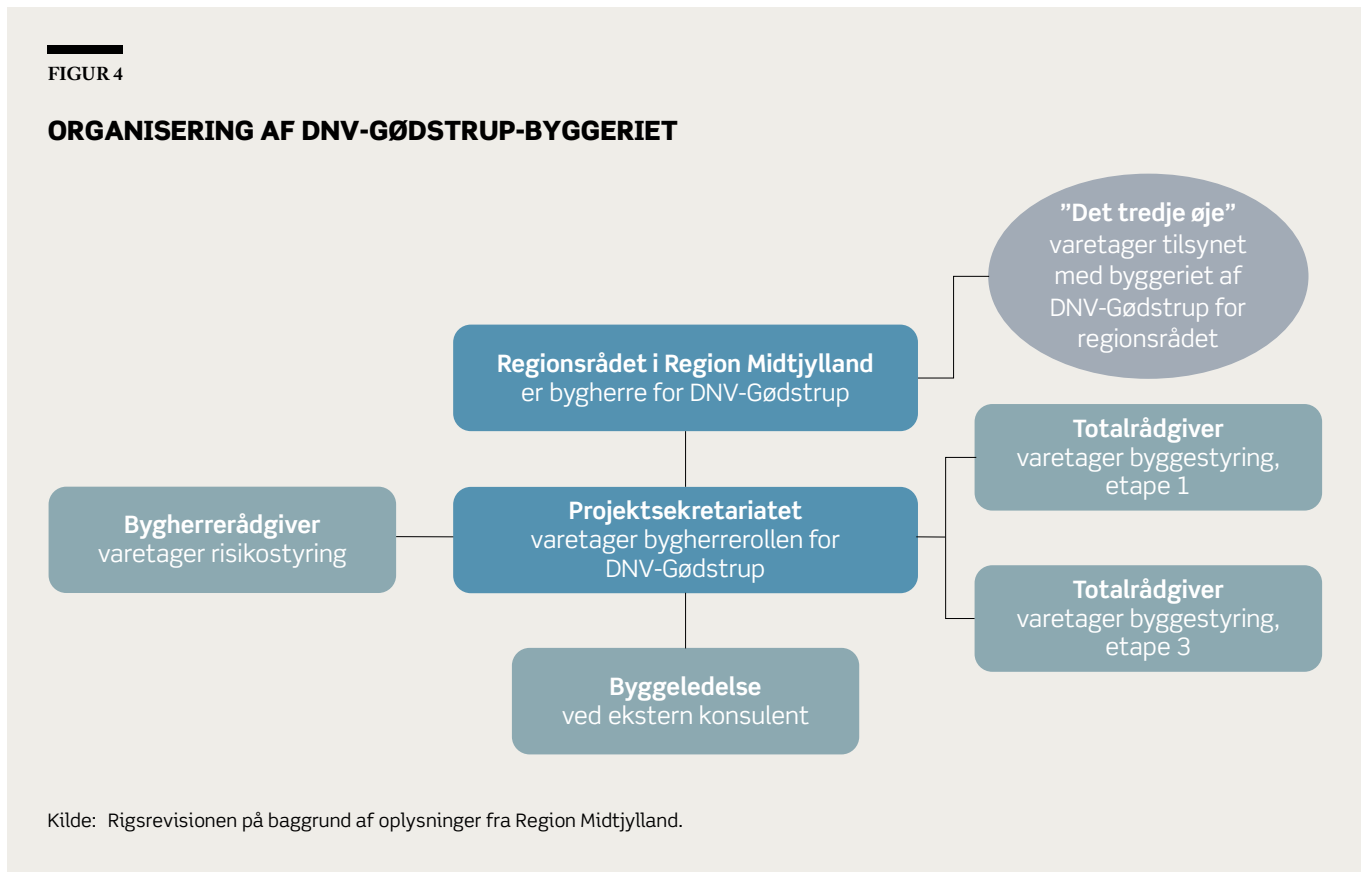 FIGUR 4
ORGANISERING AF DNV-GØDSTRUP-BYGGERIET
”Det tredje øje”
varetager tilsynet
med byggeriet af
DNV-Gødstrup for
regionsrådet
Regionsrådet i Region Midtjylland
er bygherre for DNV-Gødstrup
Totalrådgiver
varetager byggestyring,
etape 1
Bygherrerådgiver
varetager risikostyring
Projektsekretariatet
varetager bygherrerollen for
DNV-Gødstrup
Totalrådgiver
varetager byggestyring,
etape 3
Byggeledelse
ved ekstern konsulent
Kilde: Rigsrevisionen på baggrund af oplysninger fra Region Midtjylland.